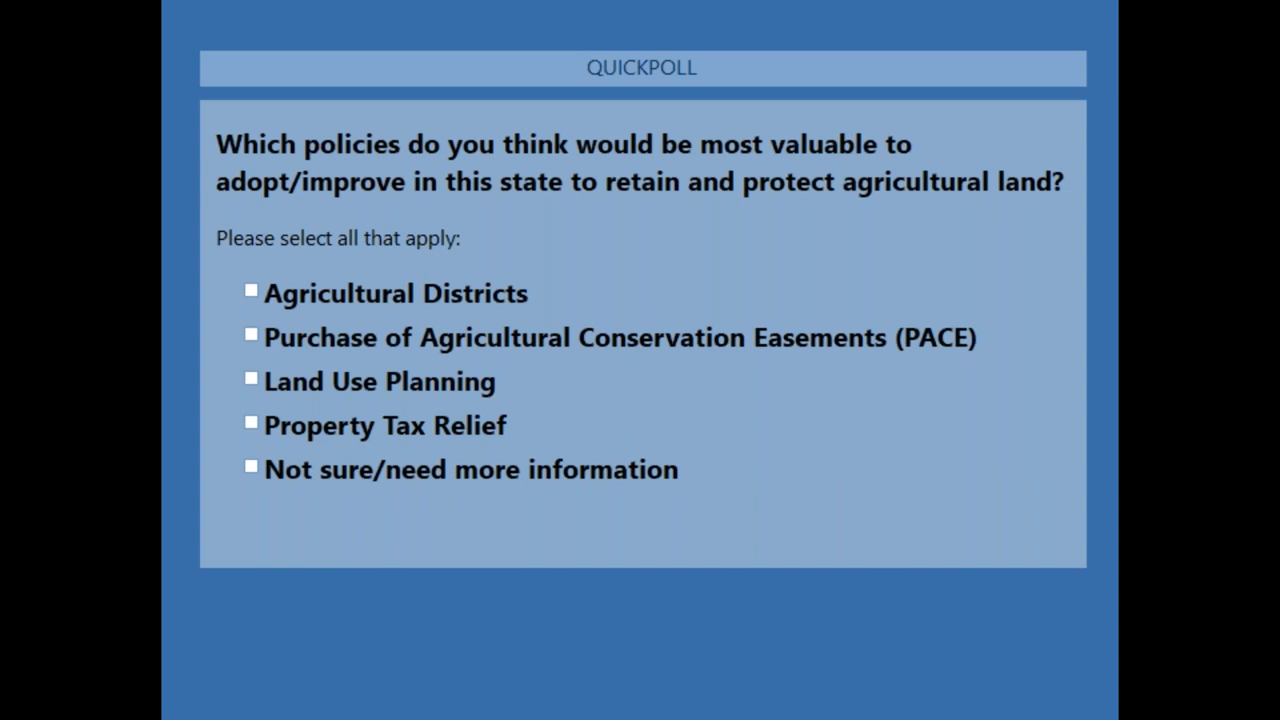 QUICKPOLL
Which policies do you think would be most valuable to
adopt/improve in this state to retain and protect agricultural land?
Please select all that apply:
Agricultural Districts
Purchase of Agricultural Conservation Easements (PACE)
Land Use Planning
Property Tax Relief
Not sure/need more information